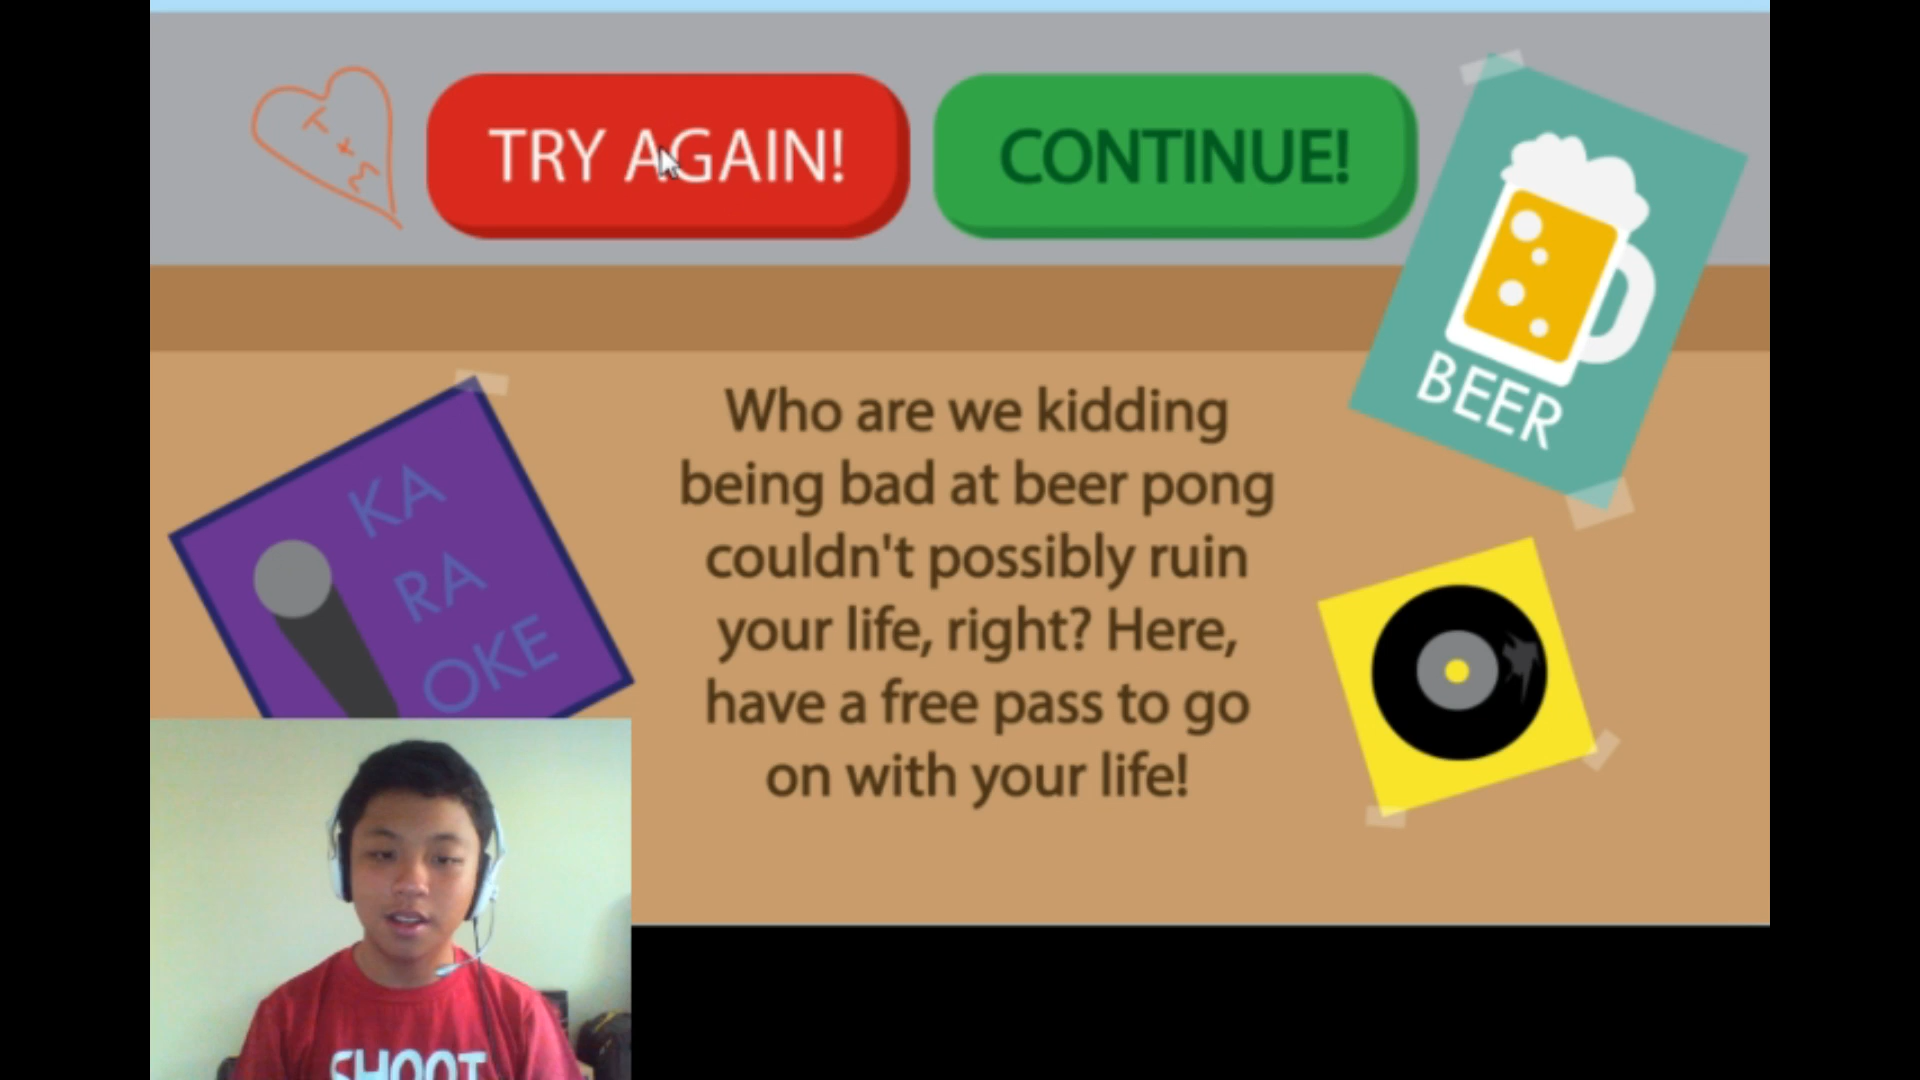 T
+
M
TRY AGAIN!
CONTINUE!
BEER
Who are we kidding
being bad at beer pong
couldn't possibly ruin
your life, right? Here,
have a free pass to go
on with your life!
KA
RA
OKE
SHOOT